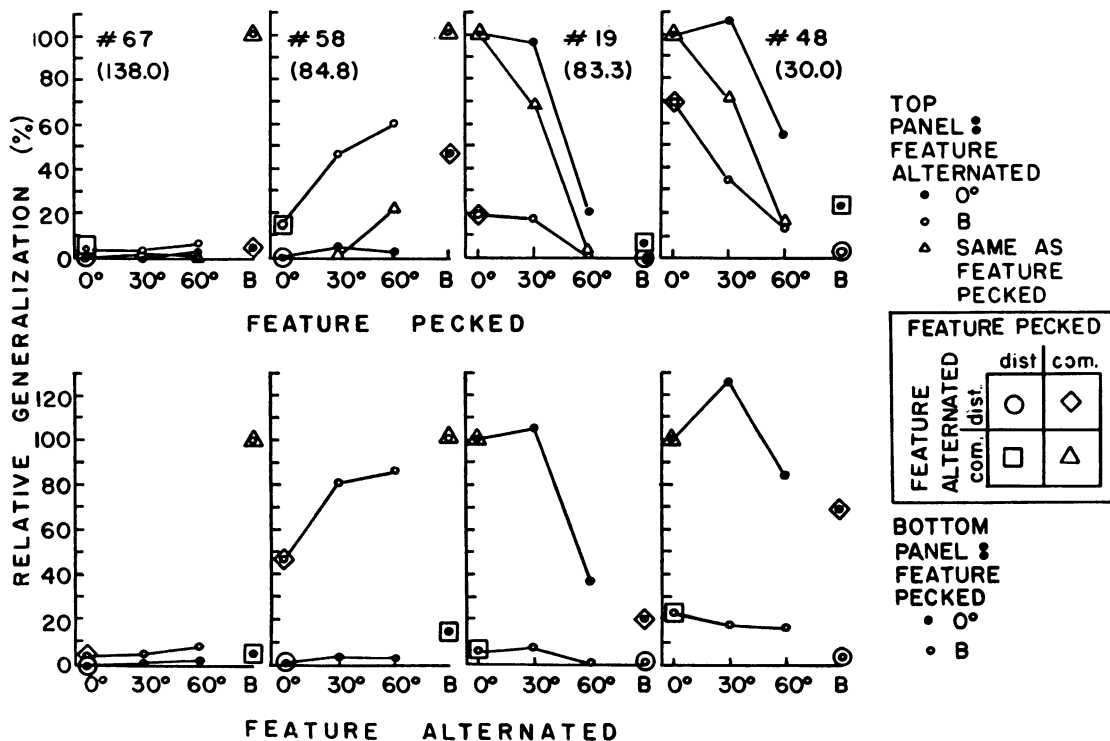 RELATIVE GENERALIZATION (%)
100
80
60
40
20
0
#67
(138.0)
#58
(84.8)
#19
(83.3)
#48
(30.0)
0° 30° 60° B
0° 30° 60° B
0° 30° 60° B
0° 30° 60° B
FEATURE PECKED
120
100
80
60
40
20
0
0° 30° 60° B
0° 30° 60° B
0° 30° 60° B
0° 30° 60° B
FEATURE ALTERNATED
TOP
PANEL:
FEATURE
ALTERNATED
0°
B
SAME AS
FEATURE
PECKED
FEATURE PECKED
dist com.
FEATURE
ALTERNATED
dist.
com.
BOTTOM
PANEL:
FEATURE
PECKED
0°
B